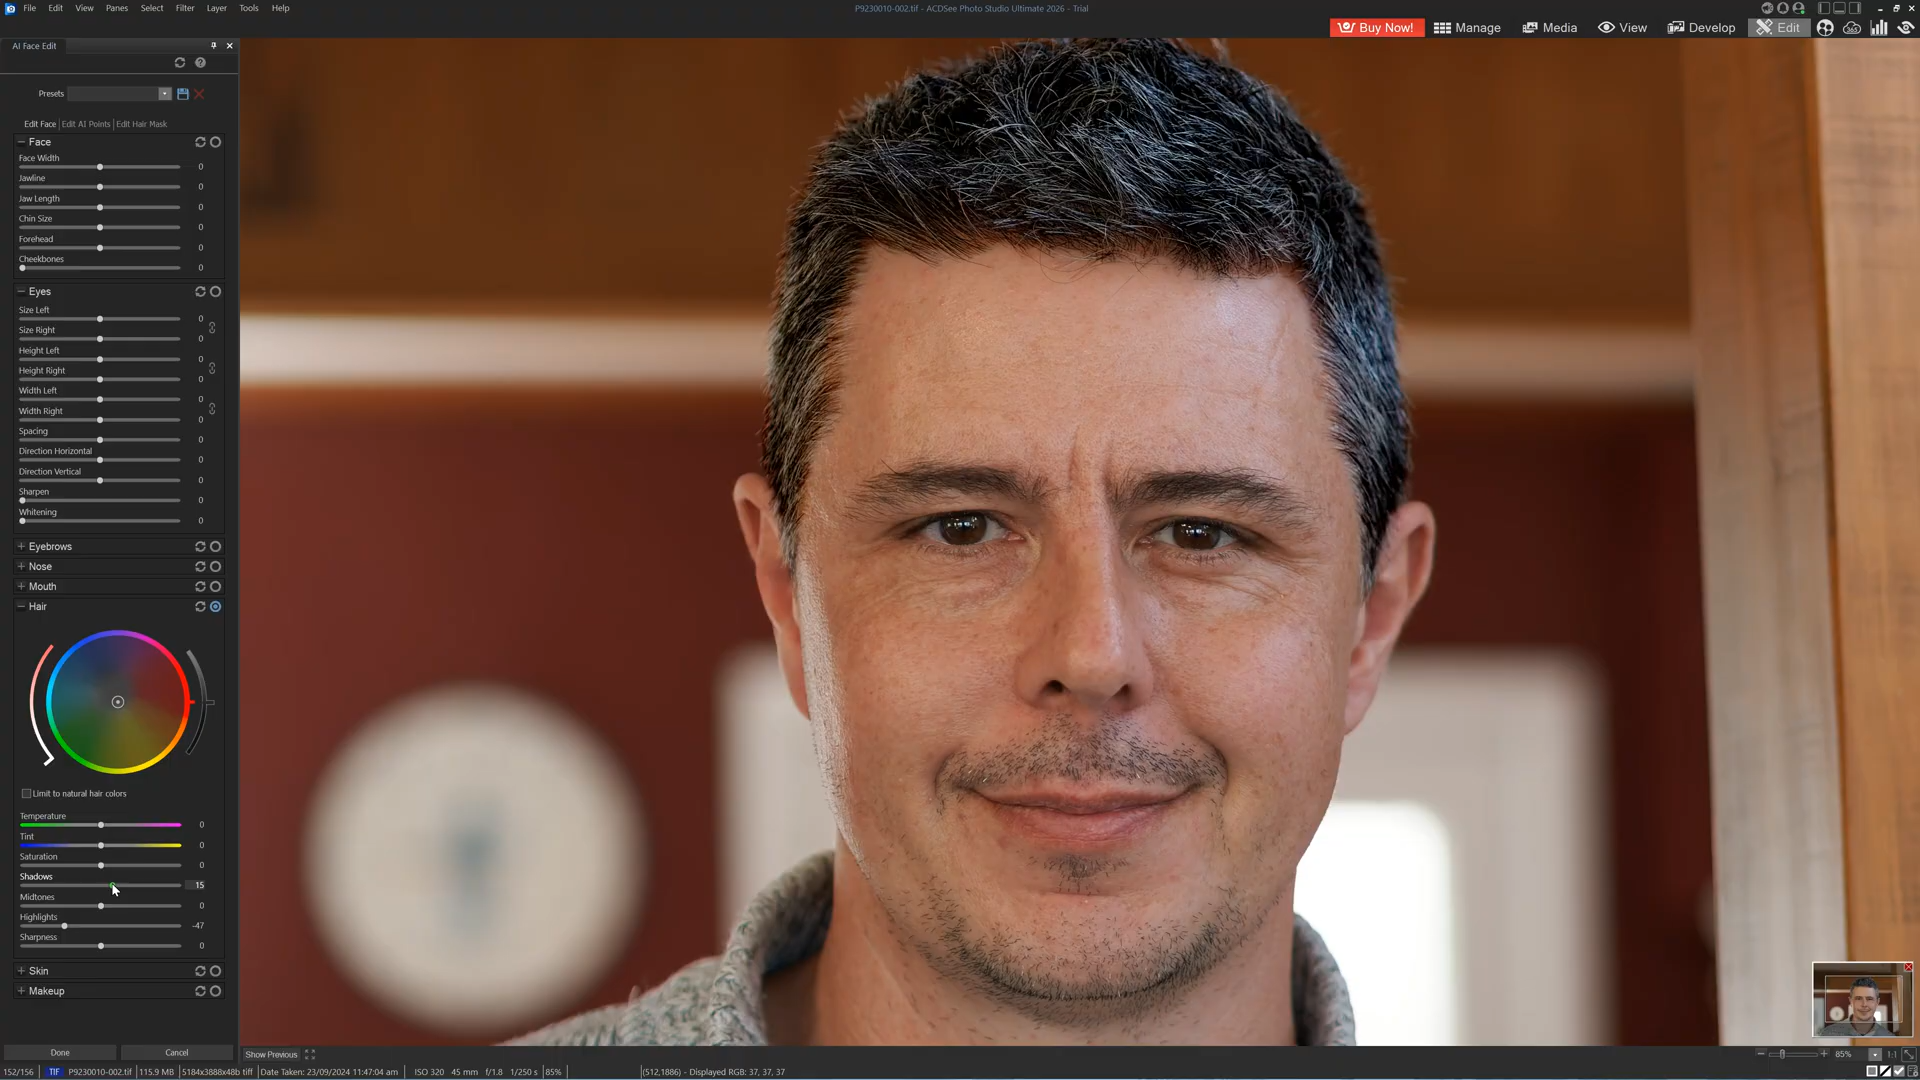 File Edit View Panes Select Filter Layer Tools Help
P9230010-002.tif - ACDSee Photo Studio Ultimate 2026 - Trial
Buy Now! Manage Media View Develop Edit 365
AI Face Edit
Presets
Edit Face Edit AI Points Edit Hair Mask
Face
Face Width 0
Jawline 0
Jaw Length 0
Chin Size 0
Forehead 0
Cheekbones 0
Eyes
Size Left 0
Size Right 0
Height Left 0
Height Right 0
Width Left 0
Width Right 0
Spacing 0
Direction Horizontal 0
Direction Vertical 0
Sharpen 0
Whitening 0
Eyebrows
Nose
Mouth
Hair
Limit to natural hair colors
Temperature 0
Tint 0
Saturation 0
Shadows 15
Midtones 0
Highlights -47
Sharpness 0
Skin
Makeup
Done Cancel
Show Previous
85% 1:1
152/156 TIF P9230010-002.tif 115.9 MB 5184x3888x48b tiff Date Taken: 23/09/2024 11:47:04 am ISO 320 45 mm f/1.8 1/250 s 85% (512,1886) - Displayed RGB: 37, 37, 37